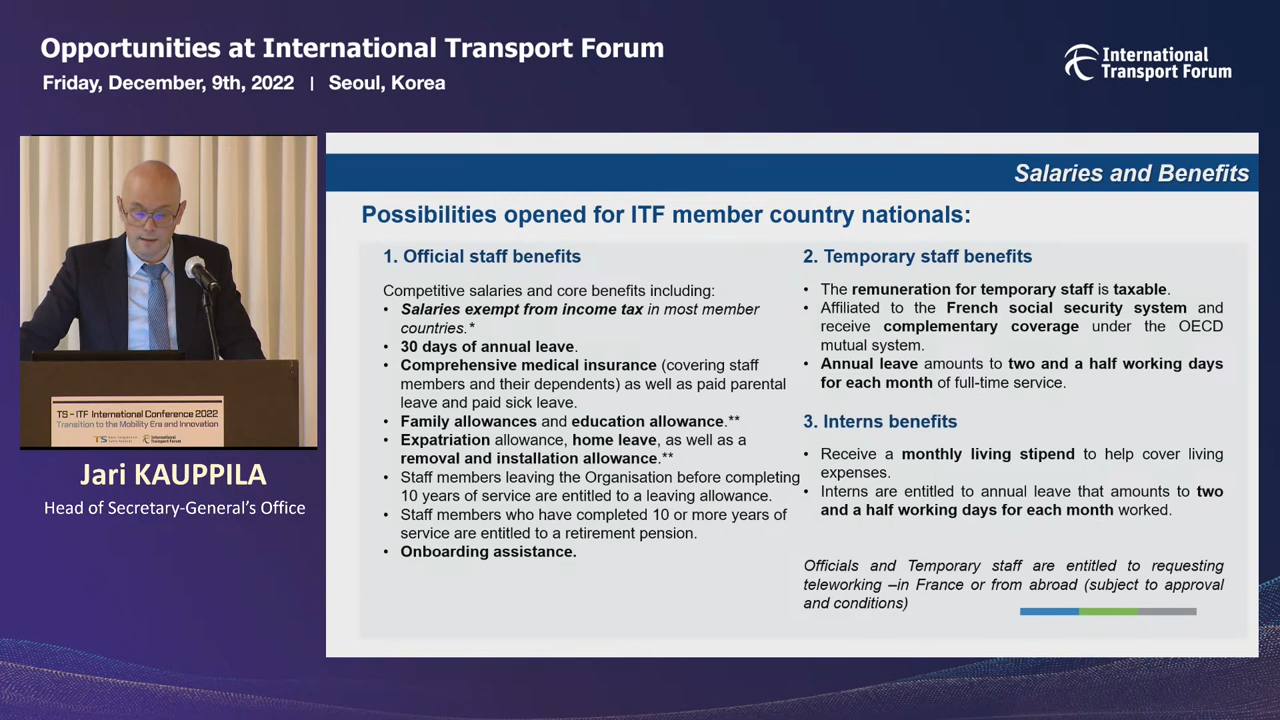 Opportunities at International Transport Forum
Friday, December, 9th, 2022 | Seoul, Korea
International
Transport Forum
TS – ITF International Conference 2022
Transition to the Mobility Era and Innovation
TS
International
Transport Forum
Jari KAUPPILA
Head of Secretary-General's Office
Salaries and Benefits
Possibilities opened for ITF member country nationals:
1. Official staff benefits
Competitive salaries and core benefits including:
• Salaries exempt from income tax in most member
countries.*
• 30 days of annual leave.
• Comprehensive medical insurance (covering staff
members and their dependents) as well as paid parental
leave and paid sick leave.
• Family allowances and education allowance.**
• Expatriation allowance, home leave, as well as a
removal and installation allowance.**
• Staff members leaving the Organisation before completing
10 years of service are entitled to a leaving allowance.
• Staff members who have completed 10 or more years of
service are entitled to a retirement pension.
• Onboarding assistance.
2. Temporary staff benefits
• The remuneration for temporary staff is taxable.
• Affiliated to the French social security system and
receive complementary coverage under the OECD
mutual system.
• Annual leave amounts to two and a half working days
for each month of full-time service.
3. Interns benefits
• Receive a monthly living stipend to help cover living
expenses.
• Interns are entitled to annual leave that amounts to two
and a half working days for each month worked.
Officials and Temporary staff are entitled to requesting
teleworking –in France or from abroad (subject to approval
and conditions)